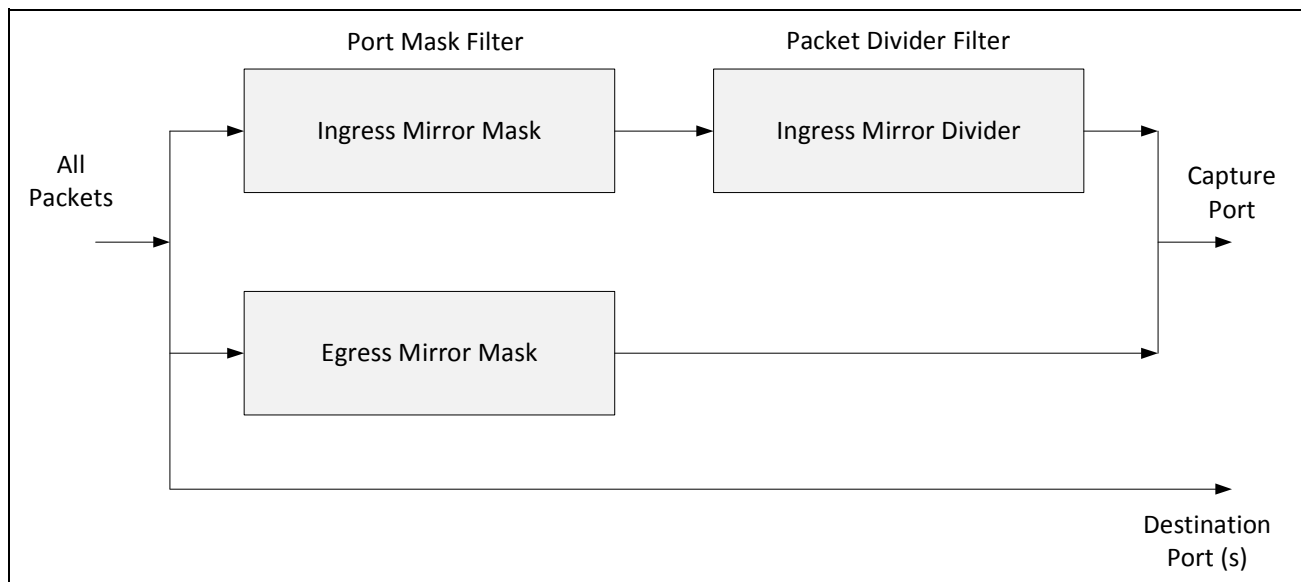 Port Mask Filter
Packet Divider Filter
Ingress Mirror Mask
Ingress Mirror Divider
All
Packets
Capture
Port
Egress Mirror Mask
Destination
Port (s)